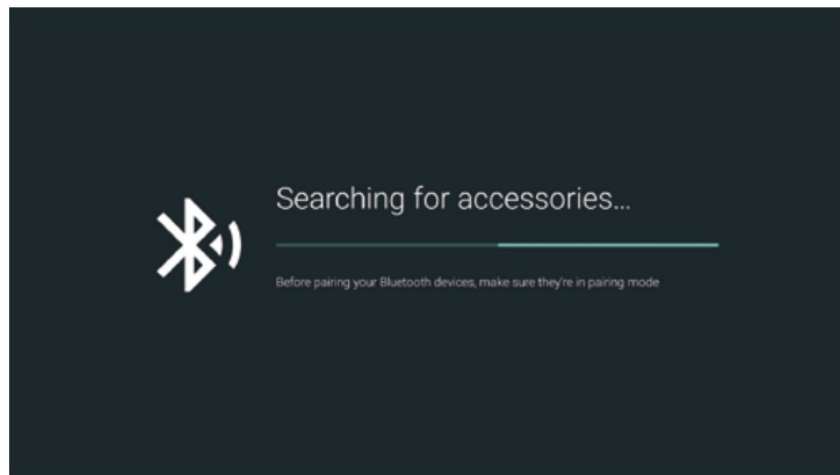 Searching for accessories...
Before pairing your Bluetooth devices, make sure they're in pairing mode